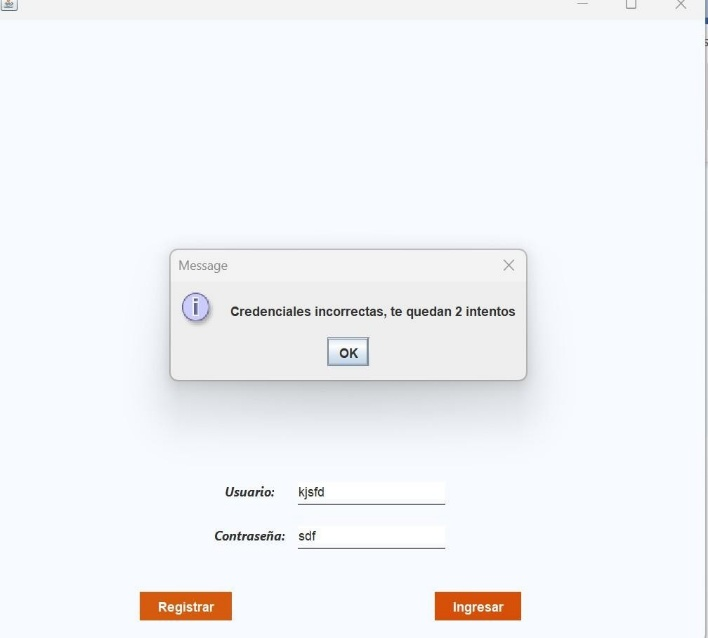 Message
Credenciales incorrectas, te quedan 2 intentos
OK
Usuario: kjsfd
Contraseña: sdf
Registrar Ingresar